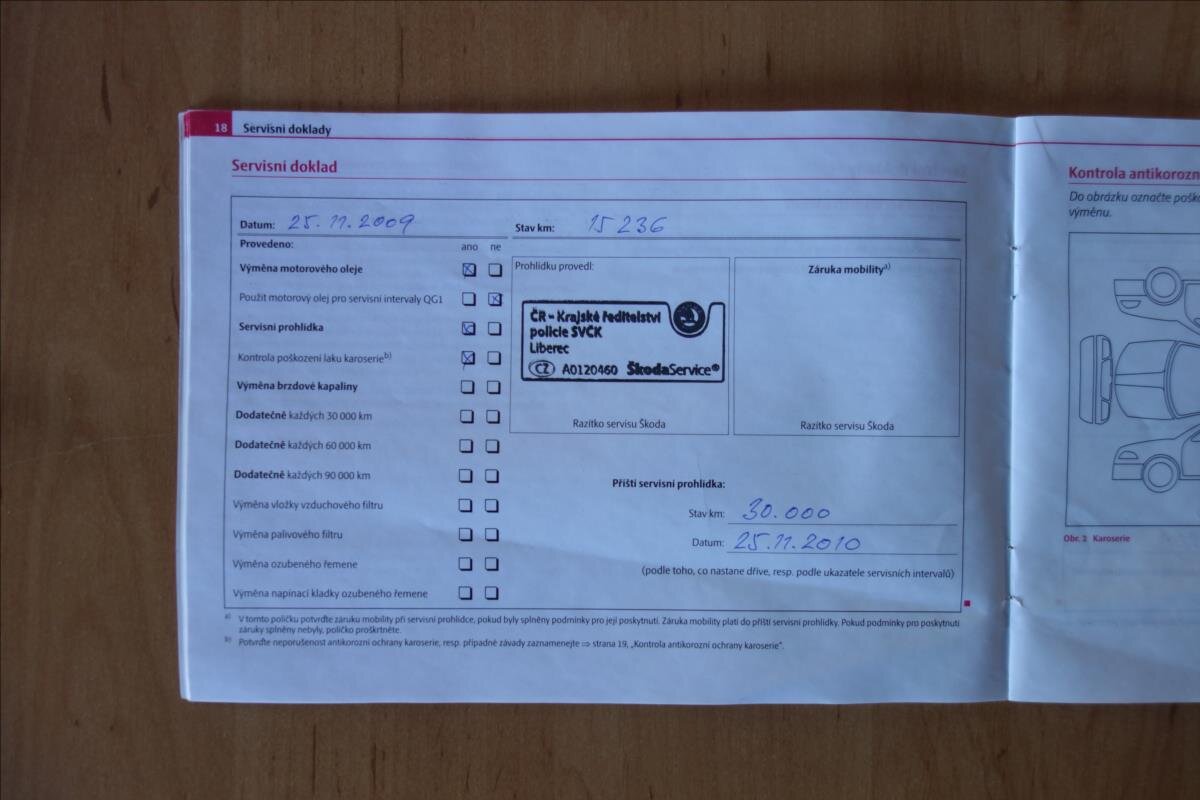 18 Servisní doklady
Servisní doklad
Datum: 25.11.2009
Stav km: 15 236
Provedeno: ano ne
Výměna motorového oleje
Použit motorový olej pro servisní intervaly QG1
Servisní prohlídka
Kontrola poškození laku karoserie b)
Výměna brzdové kapaliny
Dodatečně každých 30 000 km
Dodatečně každých 60 000 km
Dodatečně každých 90 000 km
Výměna vložky vzduchového filtru
Výměna palivového filtru
Výměna ozubeného řemene
Výměna napínací kladky ozubeného řemene
Prohlídku provedl:
ČR - Krajské ředitelství
policie SVČK
Liberec
CZ A0120460 ŠkodaService®
Razítko servisu Škoda
Záruka mobility a)
Razítko servisu Škoda
Příští servisní prohlídka:
Stav km: 30.000
Datum: 25.11.2010
(podle toho, co nastane dříve, resp. podle ukazatele servisních intervalů)
a) V tomto políčku potvrďte záruku mobility při servisní prohlídce, pokud byly splněny podmínky pro její poskytnutí. Záruka mobility platí do příští servisní prohlídky. Pokud podmínky pro poskytnutí
záruky splněny nebyly, políčko proškrtněte.
b) Potvrďte neporušenost antikorozní ochrany karoserie, resp. případné závady zaznamenejte ⇒ strana 19, „Kontrola antikorozní ochrany karoserie“.
Kontrola antikorozn
Do obrázku označte poško
výměnu.
Obr. 2 Karoserie